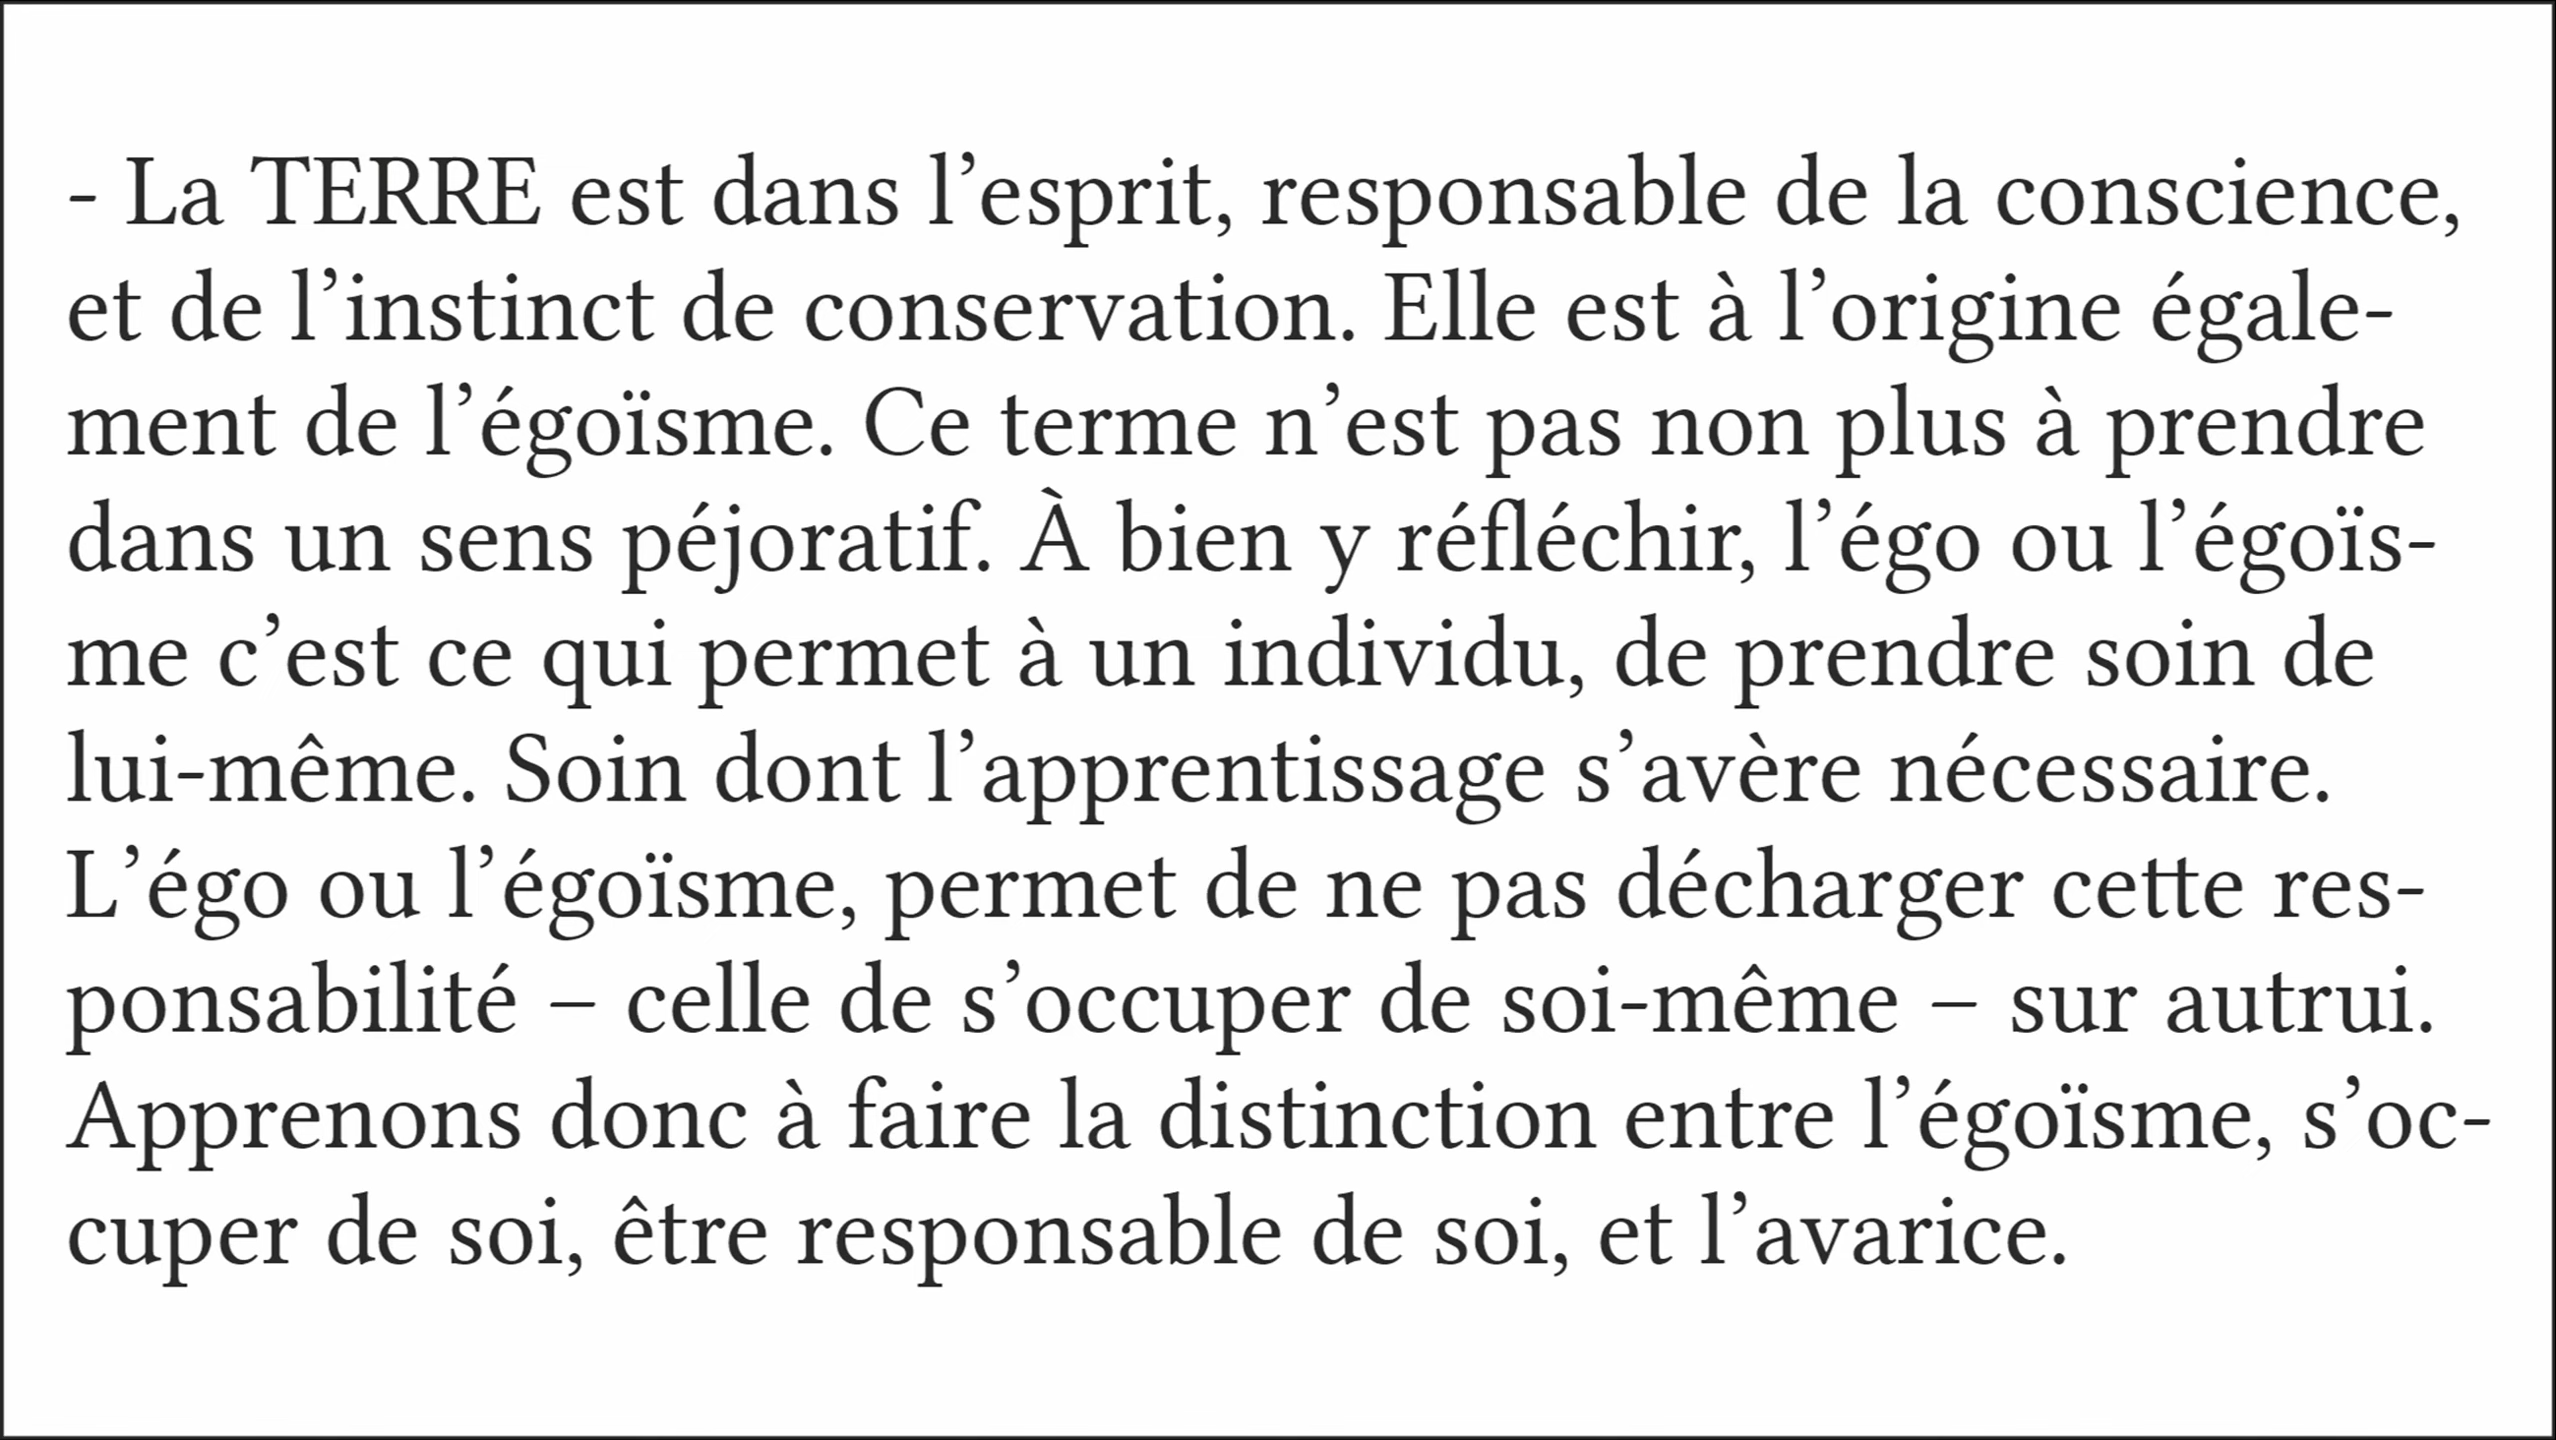 - La TERRE est dans l’esprit, responsable de la conscience,
et de l’instinct de conservation. Elle est à l’origine égale-
ment de l’égoïsme. Ce terme n’est pas non plus à prendre
dans un sens péjoratif. À bien y réfléchir, l’égo ou l’égoïs-
me c’est ce qui permet à un individu, de prendre soin de
lui-même. Soin dont l’apprentissage s’avère nécessaire.
L’égo ou l’égoïsme, permet de ne pas décharger cette res-
ponsabilité – celle de s’occuper de soi-même – sur autrui.
Apprenons donc à faire la distinction entre l’égoïsme, s’oc-
cuper de soi, être responsable de soi, et l’avarice.